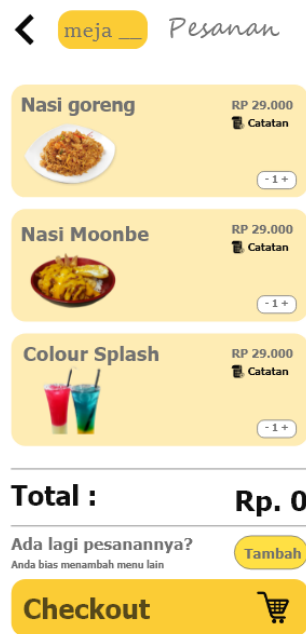 meja __ Pesanan
Nasi goreng
RP 29.000
Catatan
- 1 +
Nasi Moonbe
RP 29.000
Catatan
- 1 +
Colour Splash
RP 29.000
Catatan
- 1 +
Total :
Rp. 0
Ada lagi pesanannya?
Anda bias menambah menu lain
Tambah
Checkout